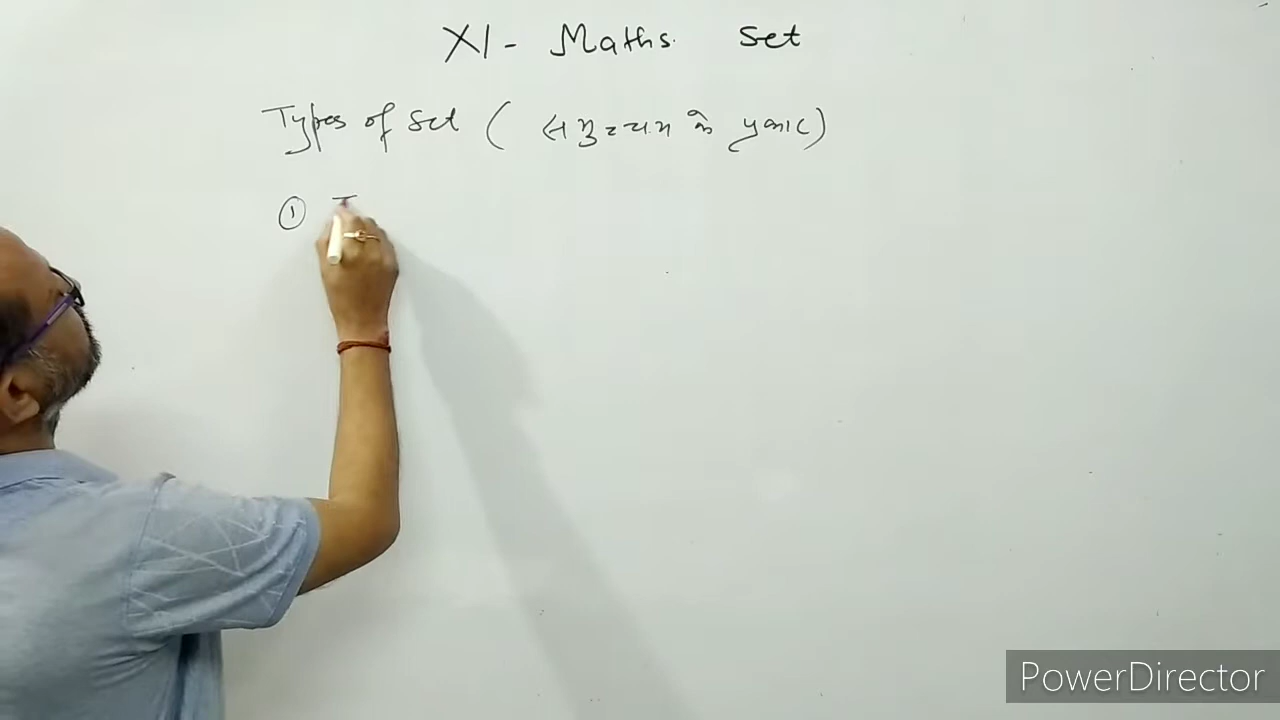 XI - Maths. Set
Types of Set ( समुच्चय के प्रकार )
①
PowerDirector